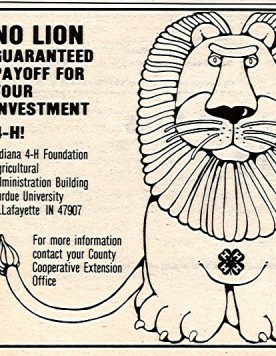 NO LION
GUARANTEED
PAYOFF FOR
YOUR
INVESTMENT
4-H!
Indiana 4-H Foundation
Agricultural
Administration Building
Purdue University
W.Lafayette IN 47907
For more information
contact your County
Cooperative Extension
Office